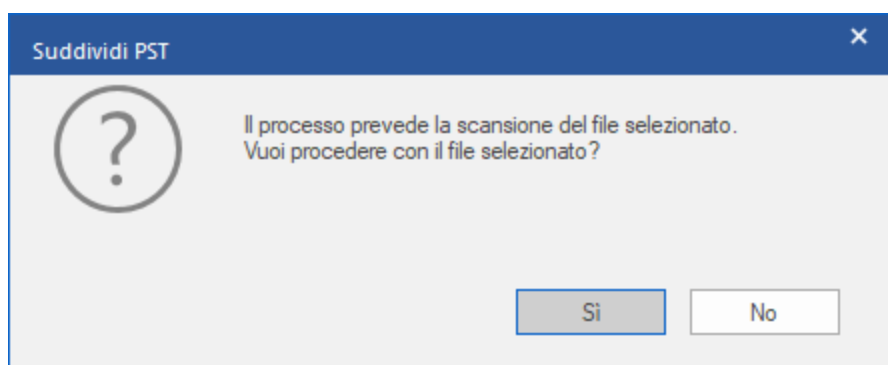 Suddividi PST
Il processo prevede la scansione del file selezionato.
Vuoi procedere con il file selezionato?
Sì
No